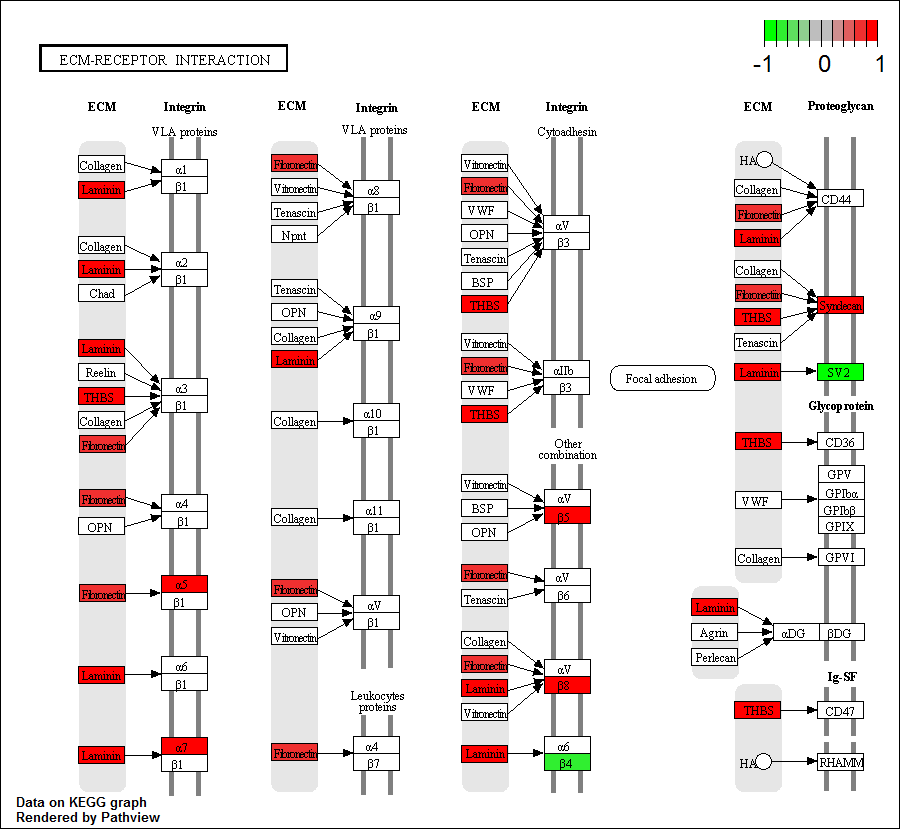 ECM-RECEPTOR INTERACTION
-1 0 1
ECM Integrin
VLA proteins
Collagen α1
Laminin β1
Collagen α2
Laminin β1
Chad
Laminin
Reelin α3
THBS β1
Collagen
Fibronectin
Fibronectin α4
OPN β1
Fibronectin α5
β1
Laminin α6
β1
Laminin α7
β1
ECM Integrin
VLA proteins
Fibronectin
Vitronectin α8
Tenascin β1
Npnt
Tenascin
OPN α9
Collagen β1
Laminin
Collagen α10
β1
Collagen α11
β1
Fibronectin αV
OPN β1
Vitronectin
Leukocytes
proteins
Fibronectin α4
β7
ECM Integrin
Cytoadhesin
Vitronectin
Fibronectin
VWF αV
OPN β3
Tenascin
BSP
THBS
Vitronectin
Fibronectin αIIb
VWF β3
THBS
Other
combination
Vitronectin αV
BSP β5
OPN
Fibronectin αV
Tenascin β6
Collagen
Fibronectin αV
Laminin β8
Vitronectin
Laminin α6
β4
Focal adhesion
ECM Proteoglycan
HA
Collagen CD44
Fibronectin
Laminin
Collagen
Fibronectin Syndecan
THBS
Tenascin
Laminin SV2
Glycoprotein
THBS CD36
GPV
VWF GPIbα
GPIbβ
GPIX
Collagen GPVI
Laminin
Agrin αDG βDG
Perlecan
Ig-SF
THBS CD47
HA RHAMM
Data on KEGG graph
Rendered by Pathview